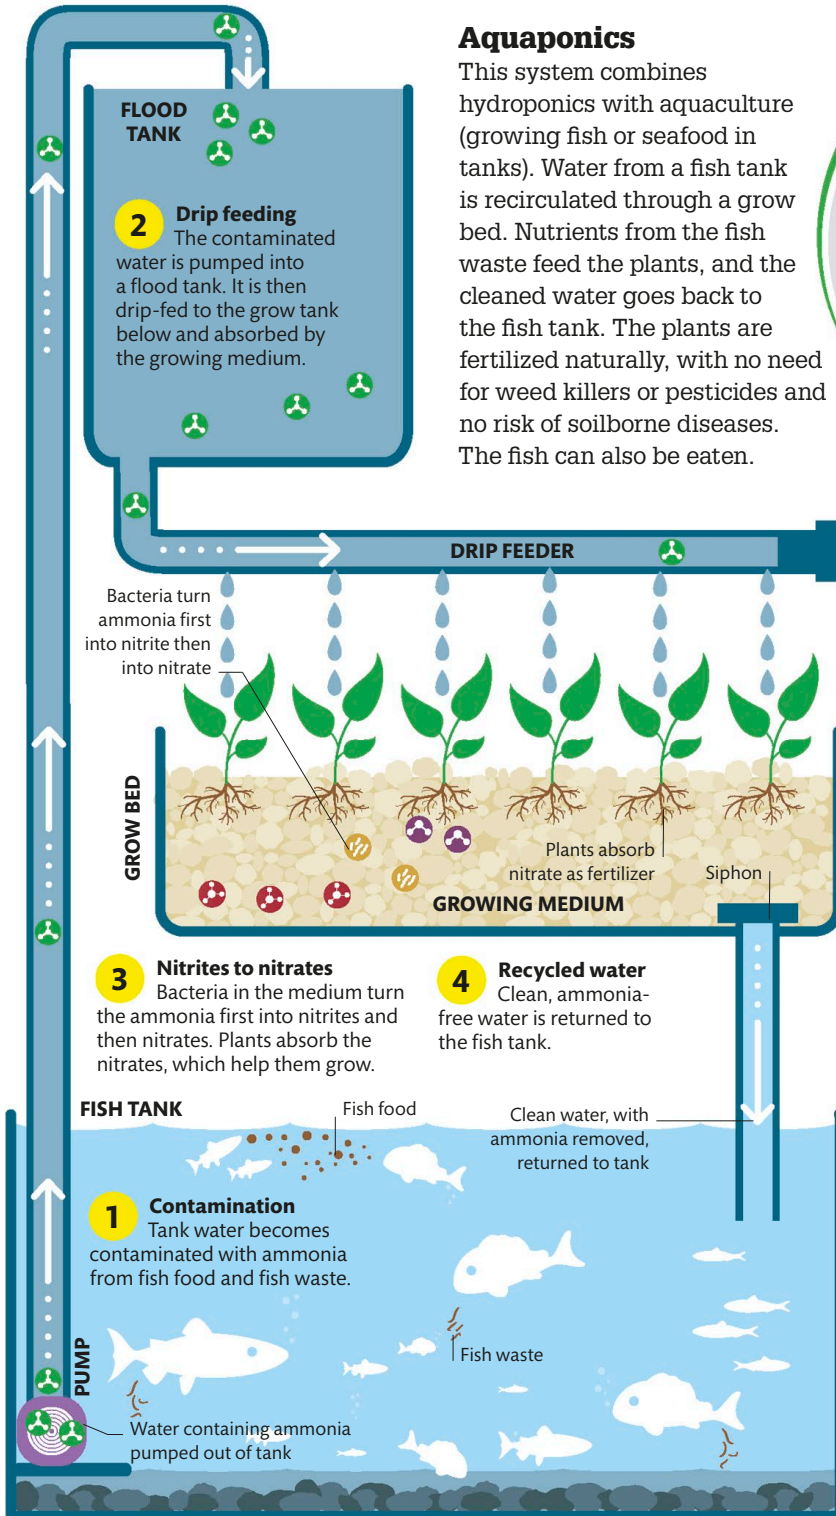 Aquaponics
This system combines
hydroponics with aquaculture
(growing fish or seafood in
tanks). Water from a fish tank
is recirculated through a grow
bed. Nutrients from the fish
waste feed the plants, and the
cleaned water goes back to
the fish tank. The plants are
fertilized naturally, with no need
for weed killers or pesticides and
no risk of soilborne diseases.
The fish can also be eaten.
FLOOD
TANK
2
Drip feeding
The contaminated
water is pumped into
a flood tank. It is then
drip-fed to the grow tank
below and absorbed by
the growing medium.
DRIP FEEDER
Bacteria turn
ammonia first
into nitrite then
into nitrate
GROW BED
Plants absorb
nitrate as fertilizer
Siphon
GROWING MEDIUM
3
Nitrites to nitrates
Bacteria in the medium turn
the ammonia first into nitrites and
then nitrates. Plants absorb the
nitrates, which help them grow.
4
Recycled water
Clean, ammonia-
free water is returned to
the fish tank.
FISH TANK
Fish food
Clean water, with
ammonia removed,
returned to tank
1
Contamination
Tank water becomes
contaminated with ammonia
from fish food and fish waste.
PUMP
Fish waste
Water containing ammonia
pumped out of tank